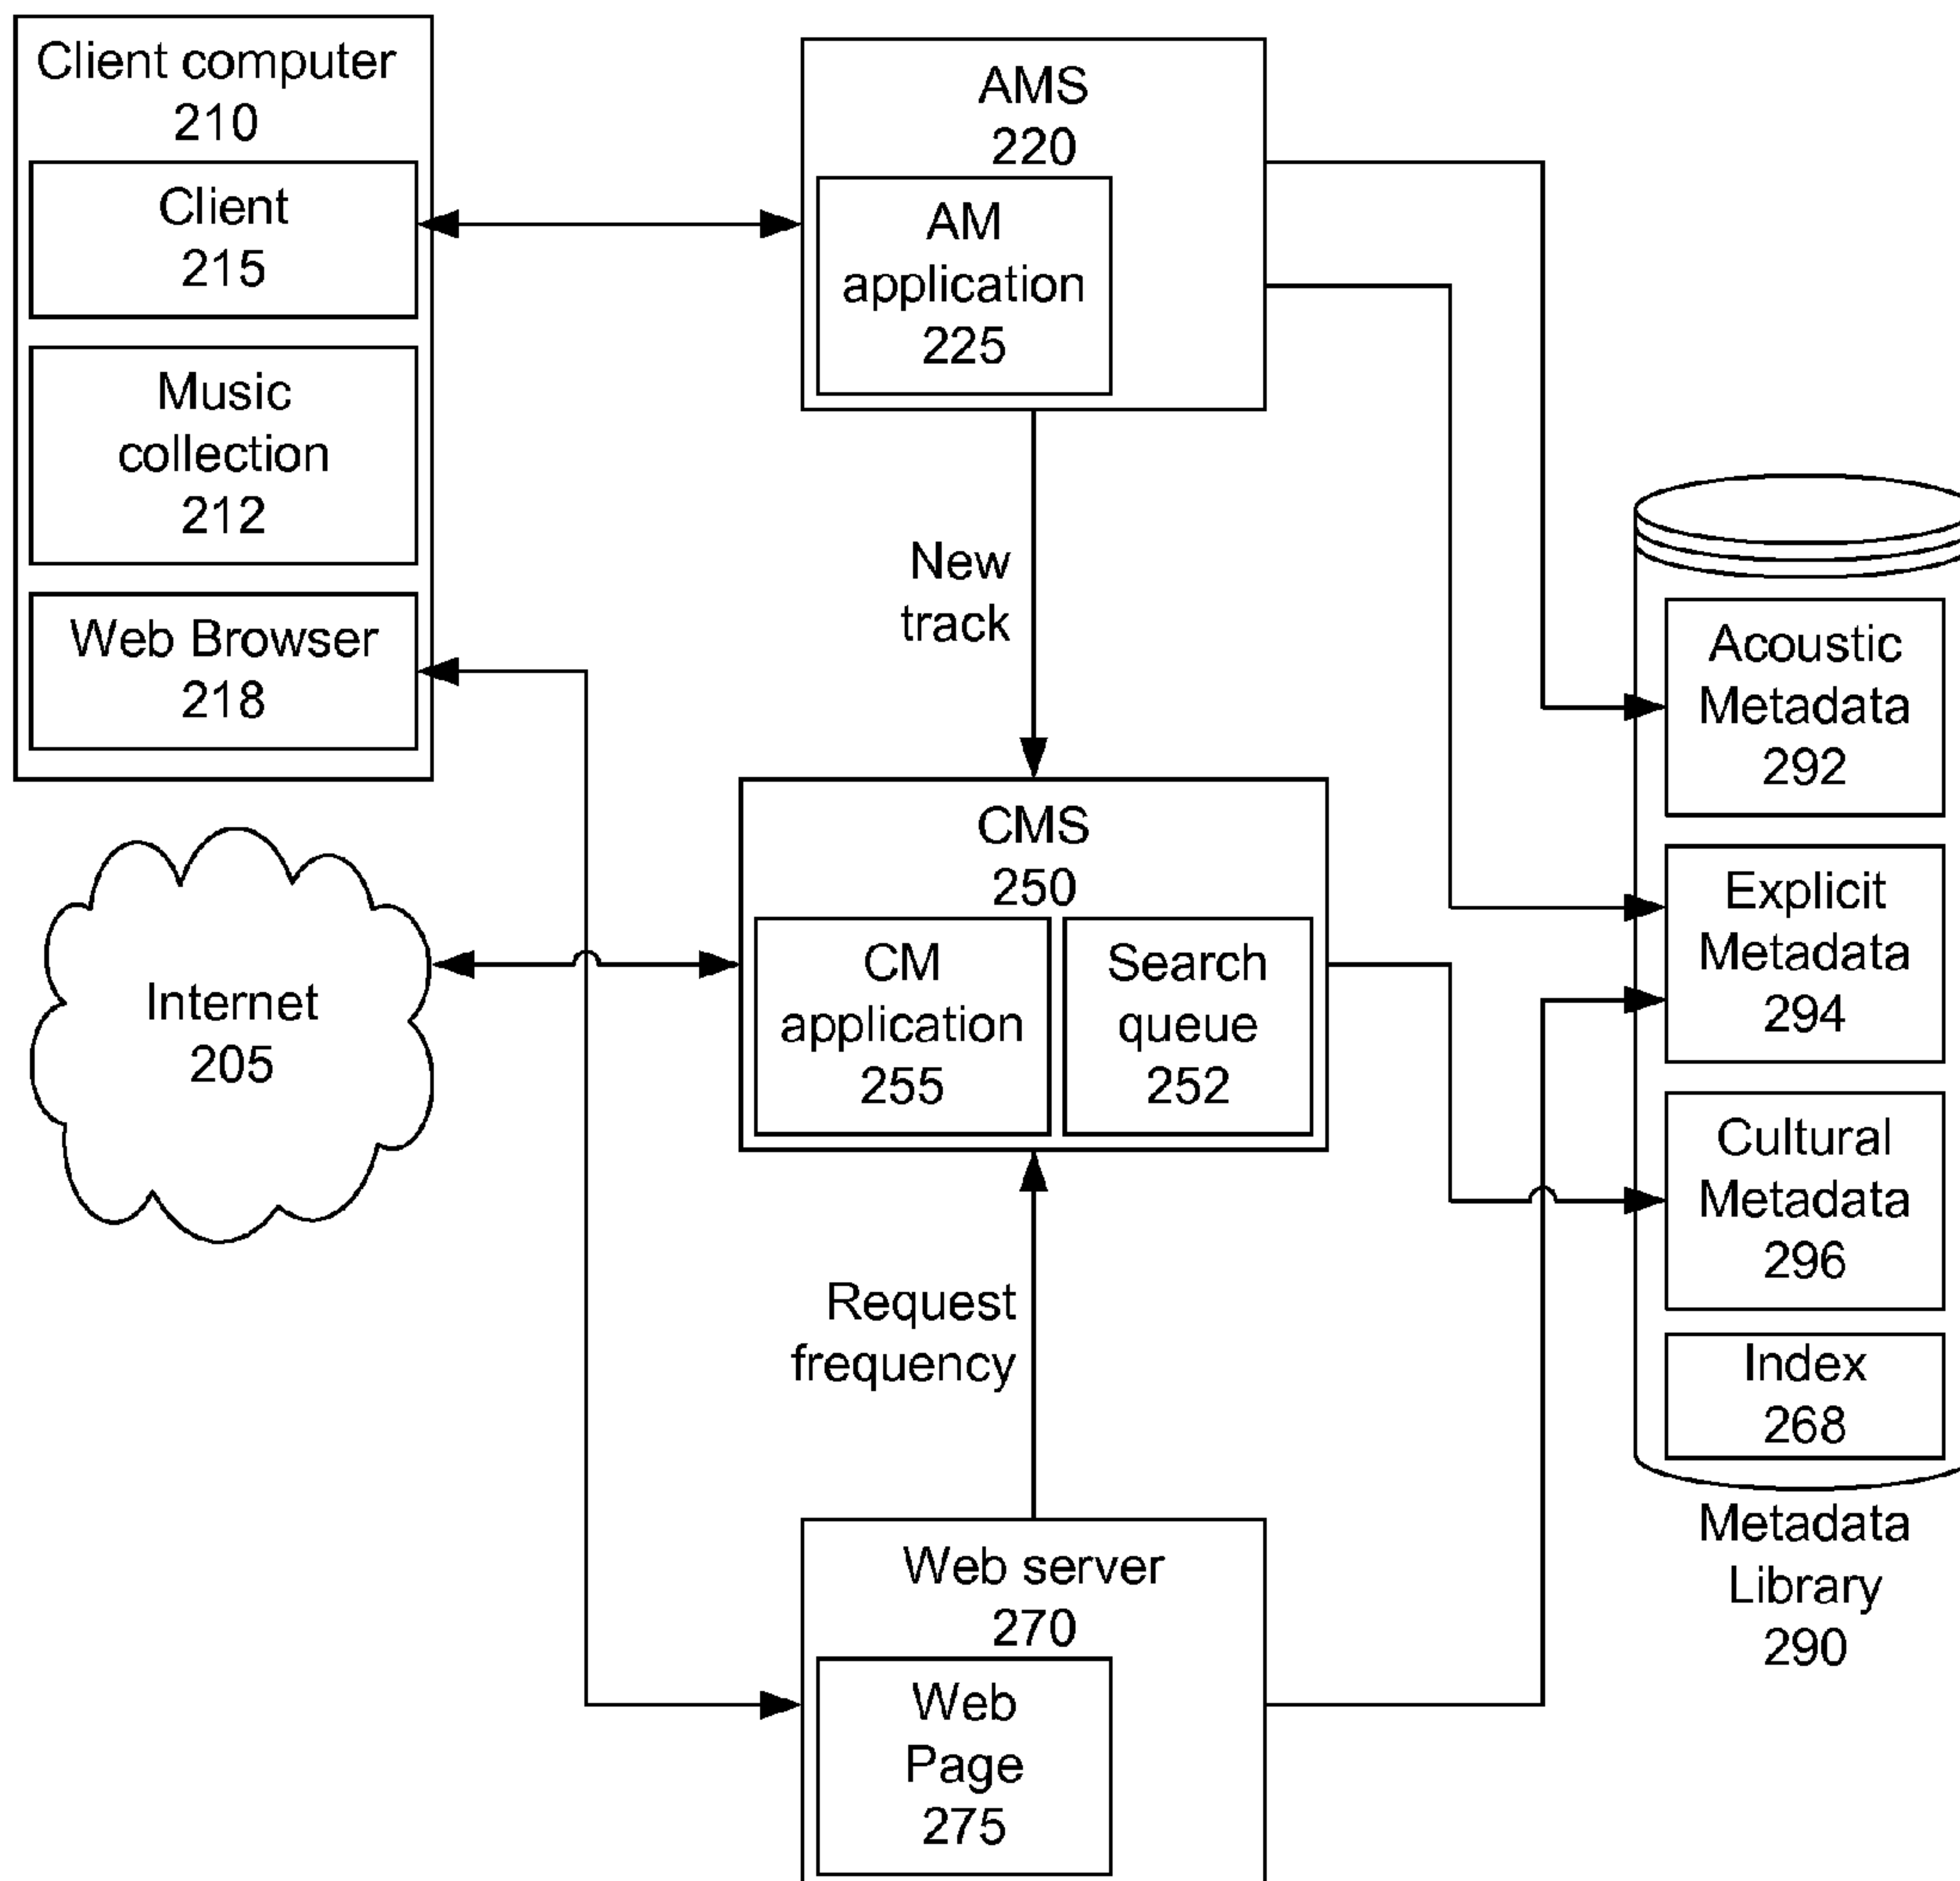 Client computer
210
Client
215
Music
collection
212
Web Browser
218
AMS
220
AM
application
225
New
track
CMS
250
CM
application
255
Search
queue
252
Internet
205
Request
frequency
Web server
270
Web
Page
275
Acoustic
Metadata
292
Explicit
Metadata
294
Cultural
Metadata
296
Index
268
Metadata
Library
290